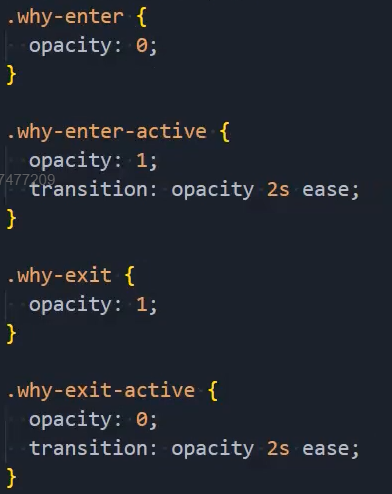 .why-enter {
  opacity: 0;
}
.why-enter-active {
  opacity: 1;
7477209
  transition: opacity 2s ease;
}
.why-exit {
  opacity: 1;
}
.why-exit-active {
  opacity: 0;
  transition: opacity 2s ease;
}